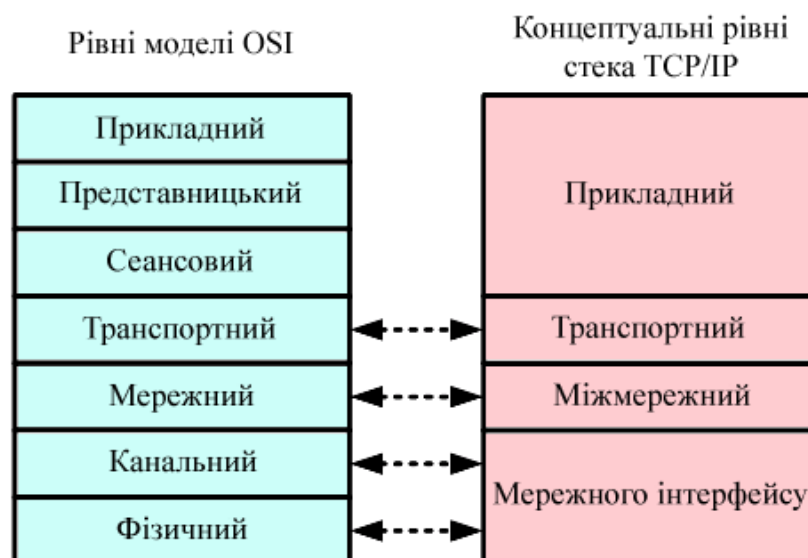 Рівні моделі OSI
Концептуальні рівні
стека TCP/IP
Прикладний
Представницький
Сеансовий
Транспортний
Мережний
Канальний
Фізичний
Прикладний
Транспортний
Міжмережний
Мережного інтерфейсу